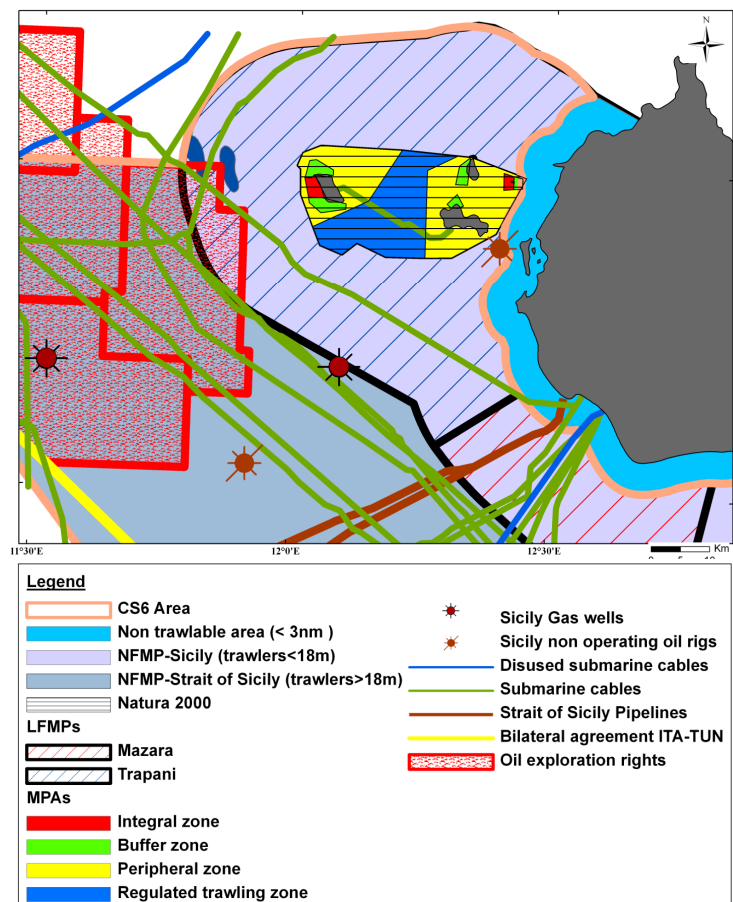 N
11°30'E
12°0'E
12°30'E
Km
Legend
CS6 Area
Non trawlable area (< 3nm )
NFMP-Sicily (trawlers<18m)
NFMP-Strait of Sicily (trawlers>18m)
Natura 2000
LFMPs
Mazara
Trapani
MPAs
Integral zone
Buffer zone
Peripheral zone
Regulated trawling zone
Sicily Gas wells
Sicily non operating oil rigs
Disused submarine cables
Submarine cables
Strait of Sicily Pipelines
Bilateral agreement ITA-TUN
Oil exploration rights